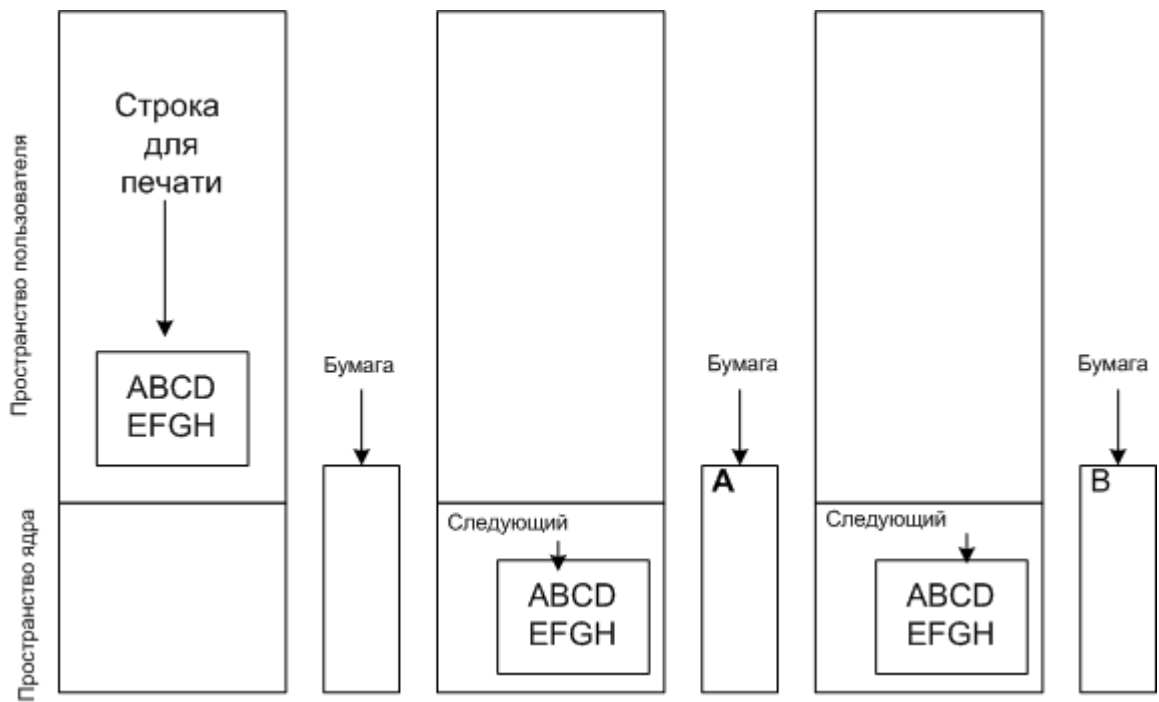 Пространство пользователя
Пространство ядра
Строка
для
печати
ABCD
EFGH
Бумага
Следующий
ABCD
EFGH
Бумага
A
Следующий
ABCD
EFGH
Бумага
B